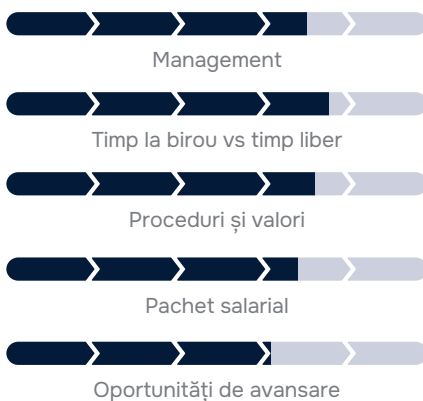 Management
Timp la birou vs timp liber
Proceduri și valori
Pachet salarial
Oportunități de avansare